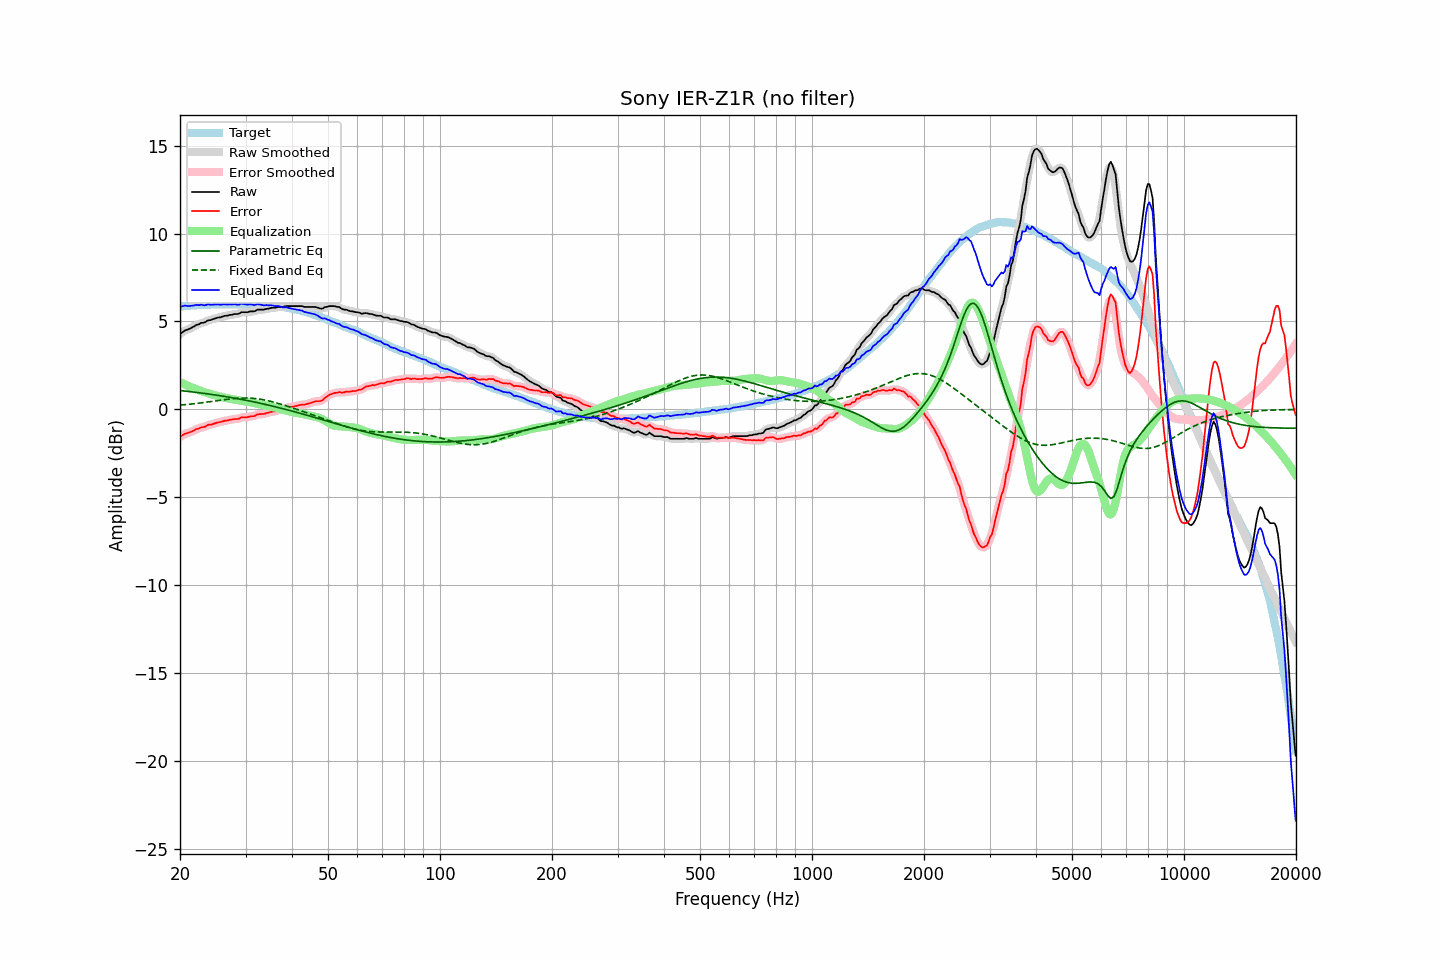 Sony IER-Z1R (no filter)
Target
Raw Smoothed
Error Smoothed
Raw
Error
Equalization
Parametric Eq
Fixed Band Eq
Equalized
15
10
5
0
−5
−10
−15
−20
−25
Amplitude (dBr)
20
50
100
200
500
1000
2000
5000
10000
20000
Frequency (Hz)